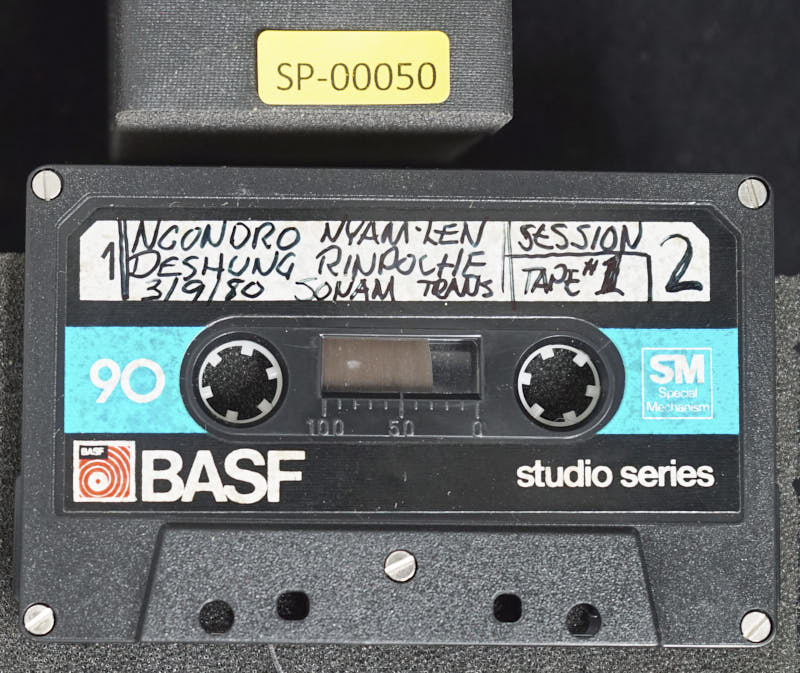 SP-00050
1 NGONDRO NYAM-LEN SESSION 2
DESHUNG RINPOCHE TAPE #1
3/9/80 SONAM TRANS
90
SM
Special
Mechanism
100 50 0
BASF
BASF
studio series